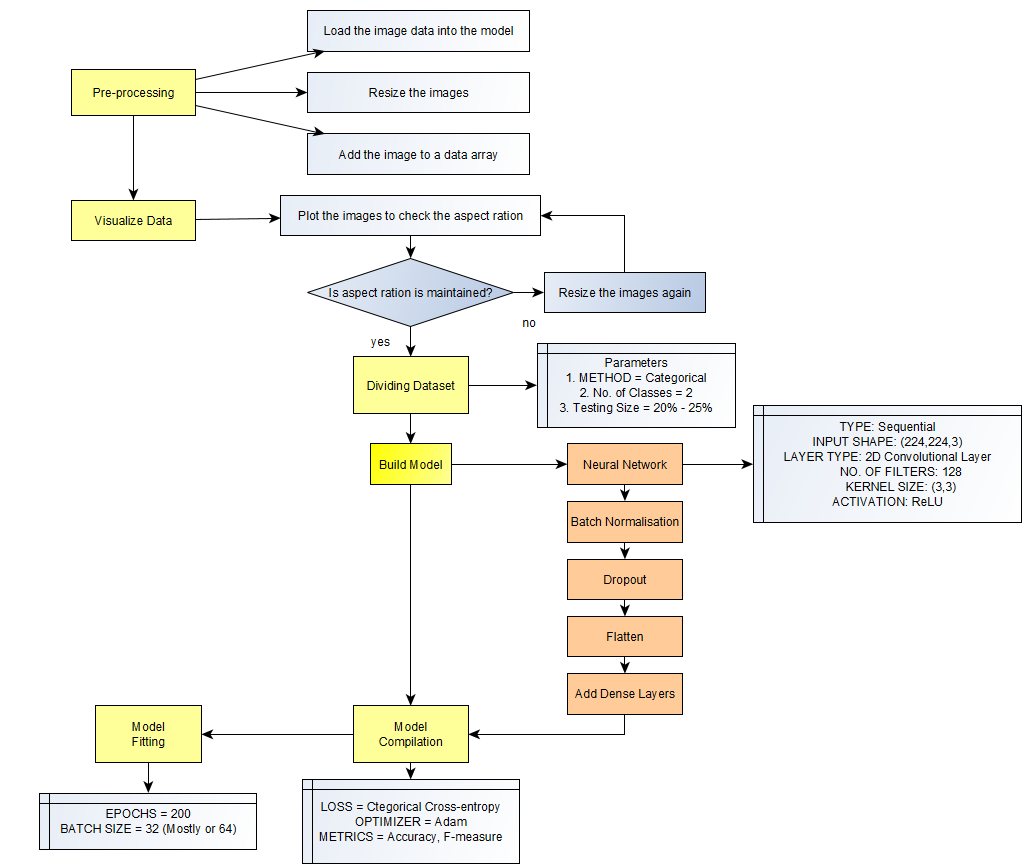 Load the image data into the model
Pre-processing
Resize the images
Add the image to a data array
Visualize Data
Plot the images to check the aspect ration
Is aspect ration is maintained?
Resize the images again
no
yes
Dividing Dataset
Parameters
1. METHOD = Categorical
2. No. of Classes = 2
3. Testing Size = 20% - 25%
Build Model
Neural Network
TYPE: Sequential
INPUT SHAPE: (224,224,3)
LAYER TYPE: 2D Convolutional Layer
NO. OF FILTERS: 128
KERNEL SIZE: (3,3)
ACTIVATION: ReLU
Batch Normalisation
Dropout
Flatten
Add Dense Layers
Model
Fitting
Model
Compilation
EPOCHS = 200
BATCH SIZE = 32 (Mostly or 64)
LOSS = Ctegorical Cross-entropy
OPTIMIZER = Adam
METRICS = Accuracy, F-measure